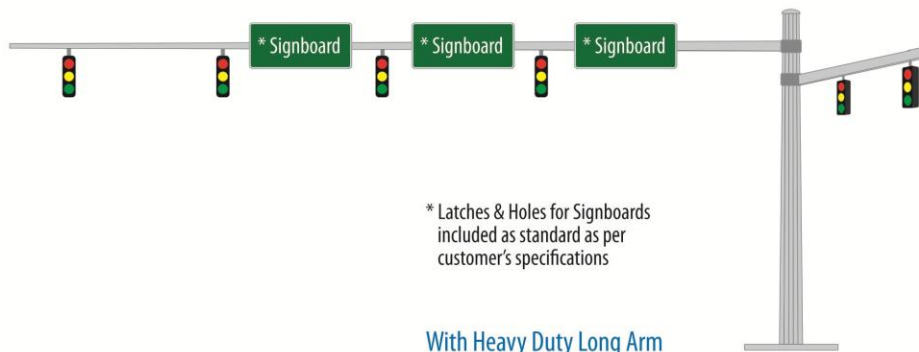 * Signboard
* Signboard
* Signboard
* Latches & Holes for Signboards
included as standard as per
customer's specifications
With Heavy Duty Long Arm